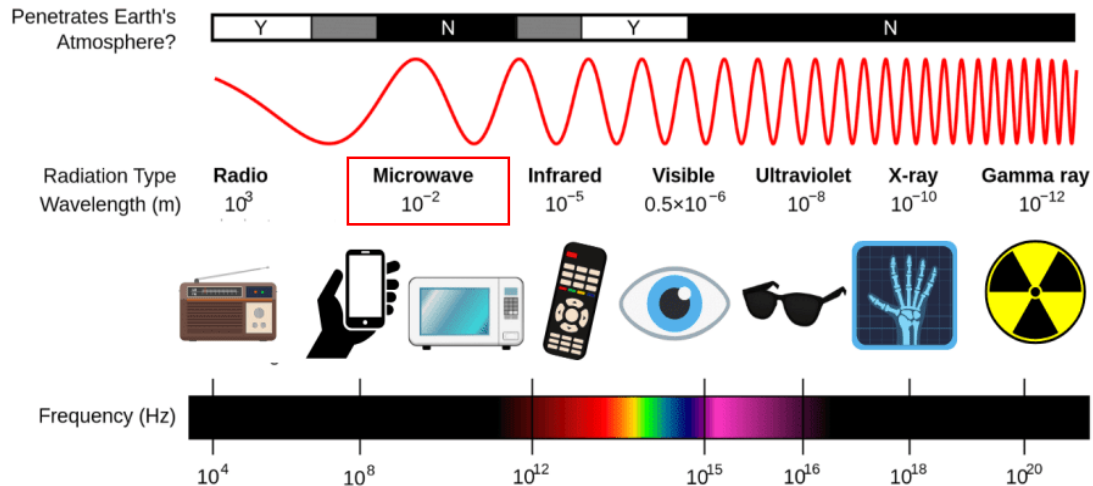 Penetrates Earth's
Atmosphere?
Y N Y N
Radiation Type
Radio Microwave Infrared Visible Ultraviolet X-ray Gamma ray
Wavelength (m)
10³ 10⁻² 10⁻⁵ 0.5×10⁻⁶ 10⁻⁸ 10⁻¹⁰ 10⁻¹²
Frequency (Hz)
10⁴ 10⁸ 10¹² 10¹⁵ 10¹⁶ 10¹⁸ 10²⁰